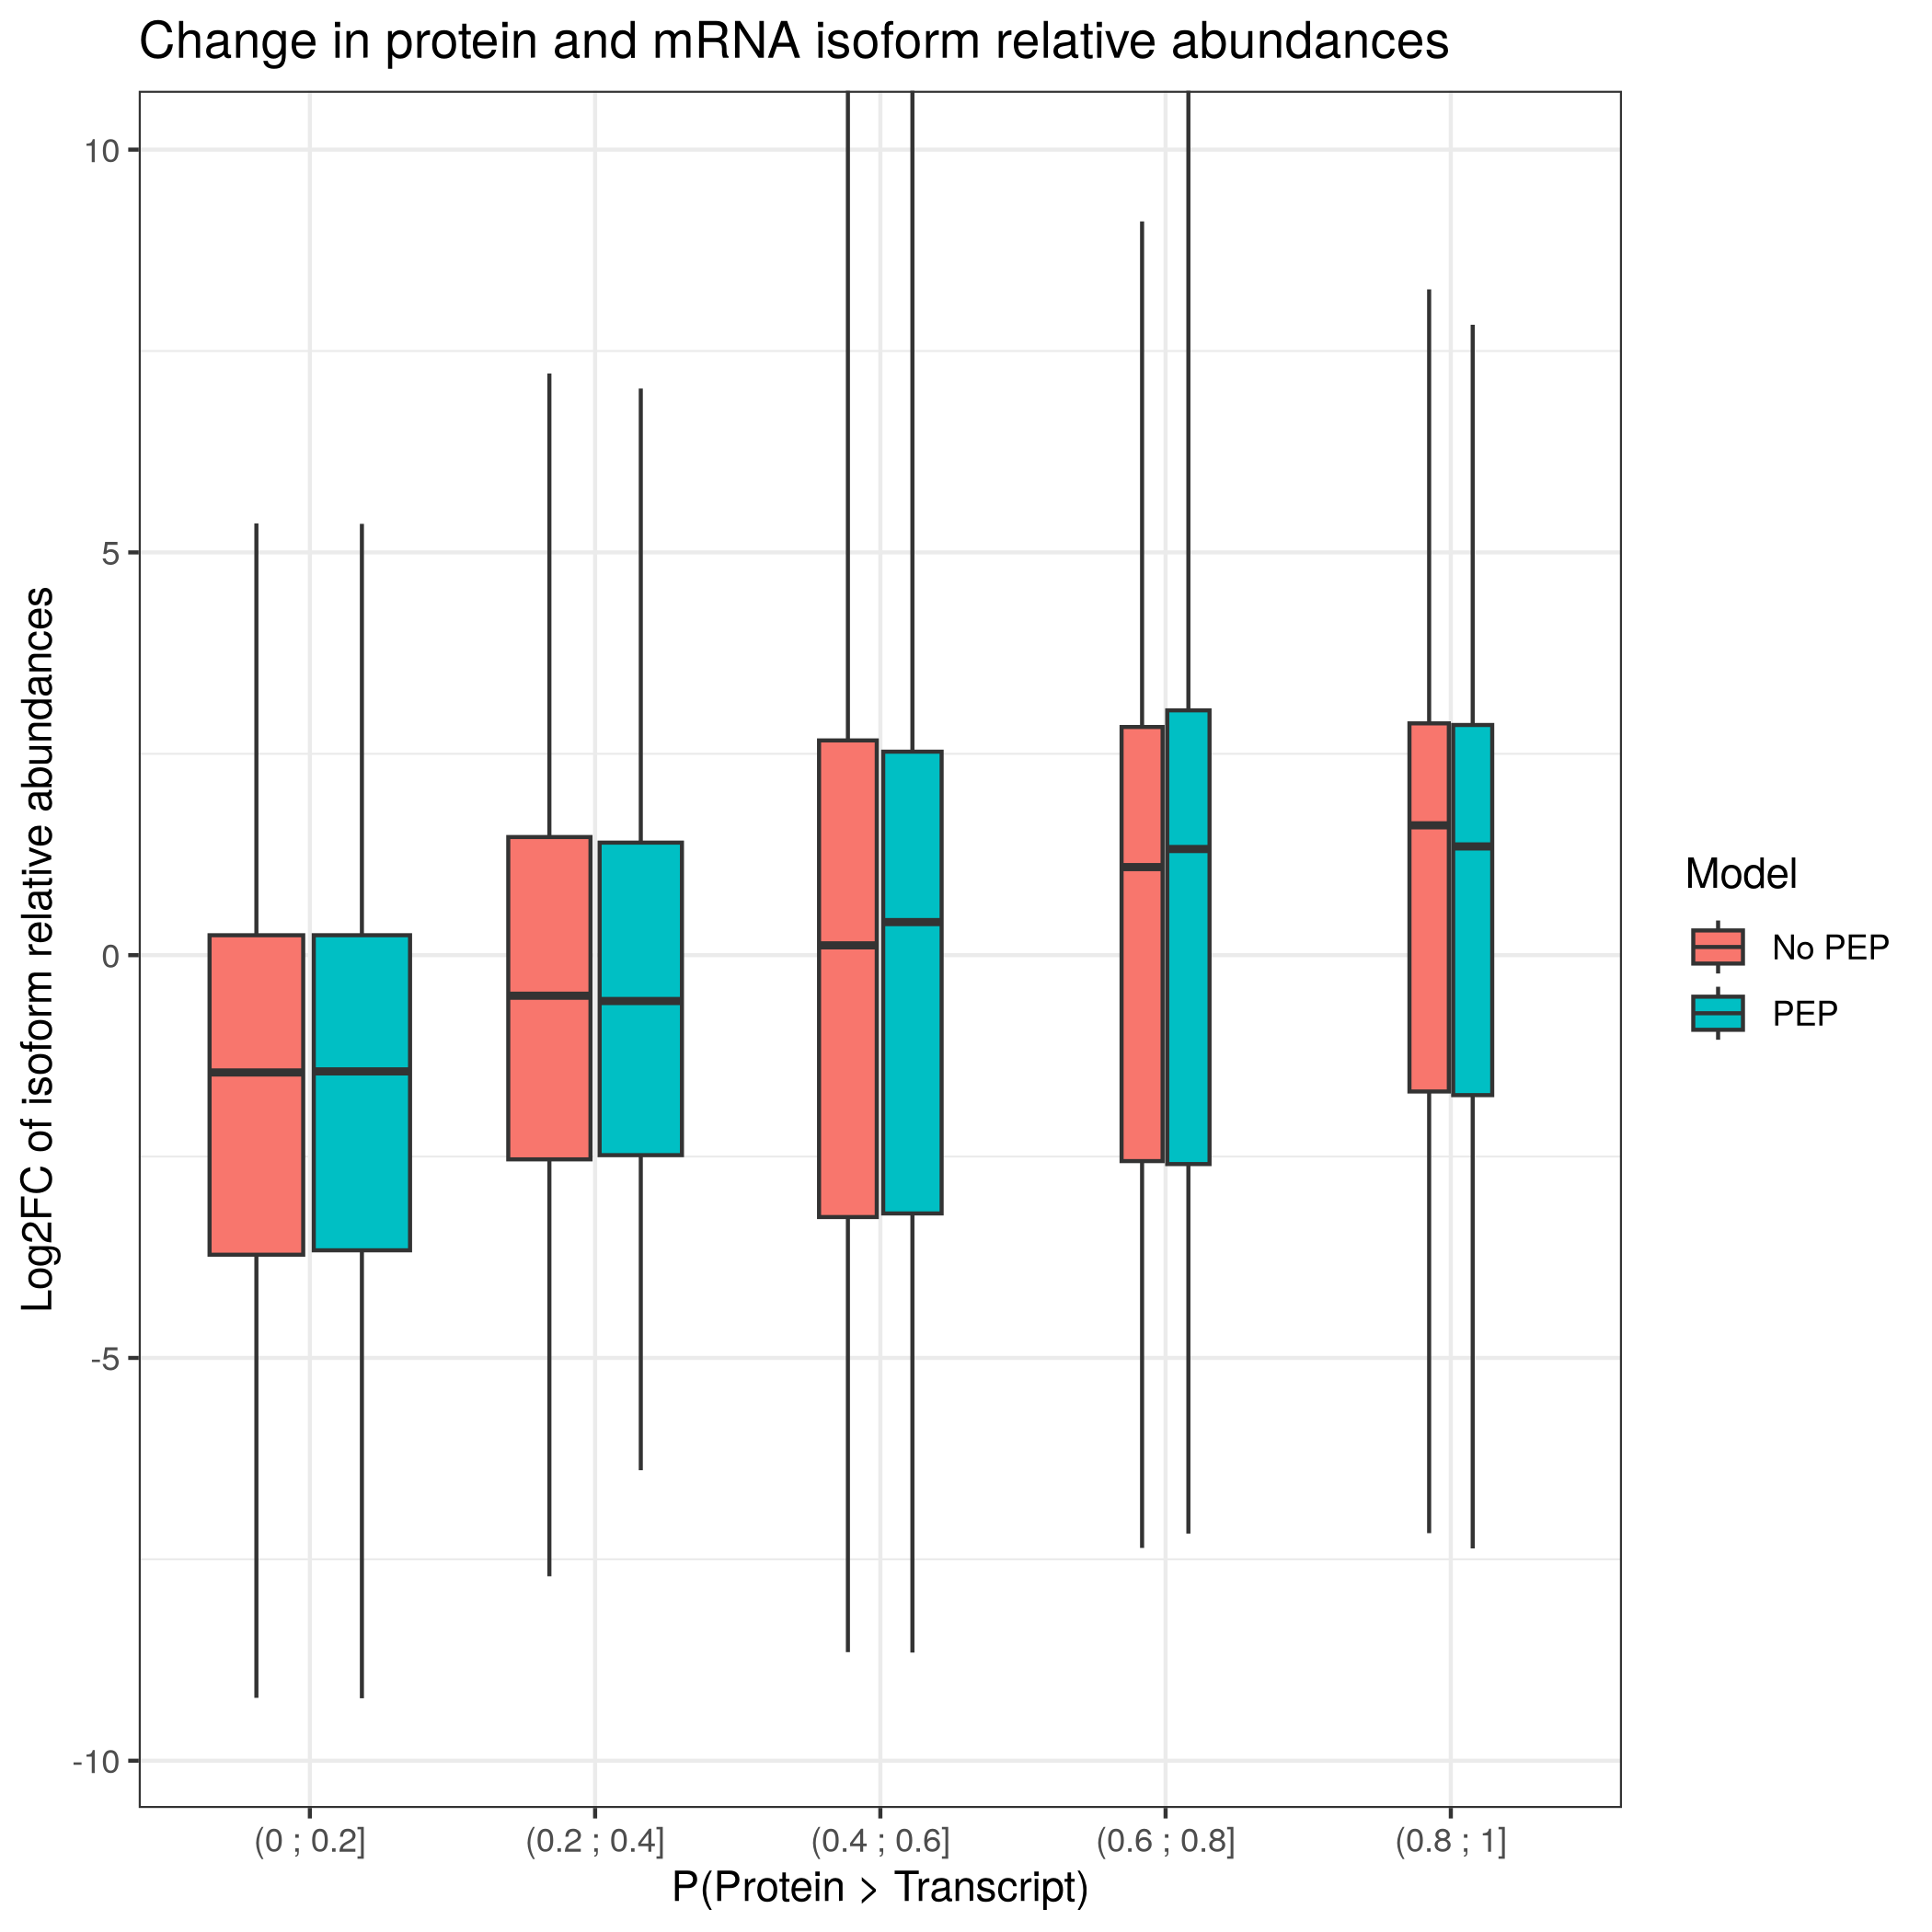 Change in protein and mRNA isoform relative abundances
Log2FC of isoform relative abundances
10
5
0
-5
-10
(0 ; 0.2]
(0.2 ; 0.4]
(0.4 ; 0.6]
(0.6 ; 0.8]
(0.8 ; 1]
P(Protein > Transcript)
Model
No PEP
PEP